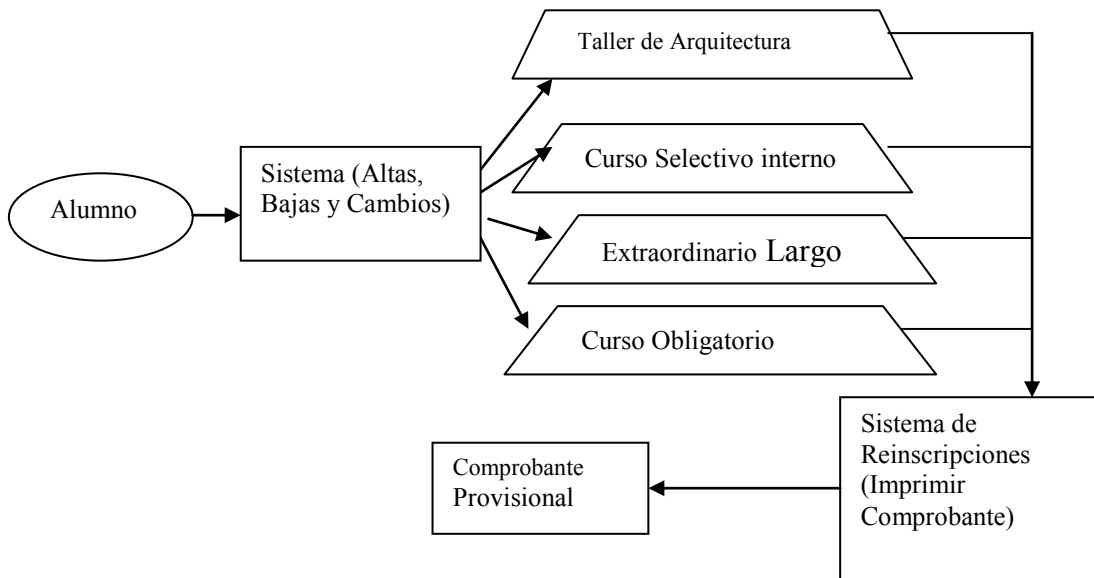 Taller de Arquitectura
Curso Selectivo interno
Sistema (Altas,
Bajas y Cambios)
Alumno
Extraordinario Largo
Curso Obligatorio
Sistema de
Reinscripciones
(Imprimir
Comprobante)
Comprobante
Provisional